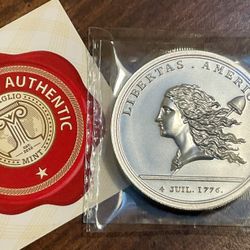 AUTHENTIC
MINT
LIBERTAS . AMERI
4 JUIL. 1776.